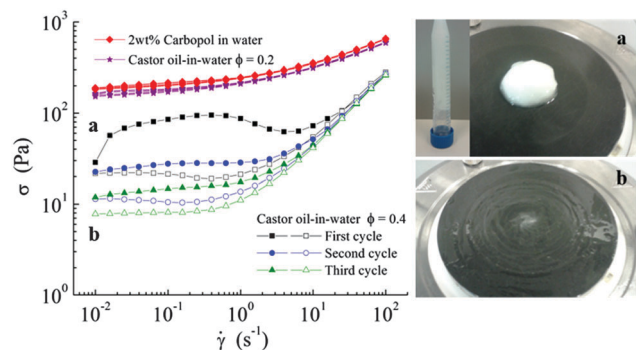 10³
2wt% Carbopol in water
Castor oil-in-water ϕ = 0.2
10²
a
σ (Pa)
10¹
b
Castor oil-in-water ϕ = 0.4
First cycle
Second cycle
Third cycle
10⁰
10⁻² 10⁻¹ 10⁰ 10¹ 10²
γ̇ (s⁻¹)
a
b